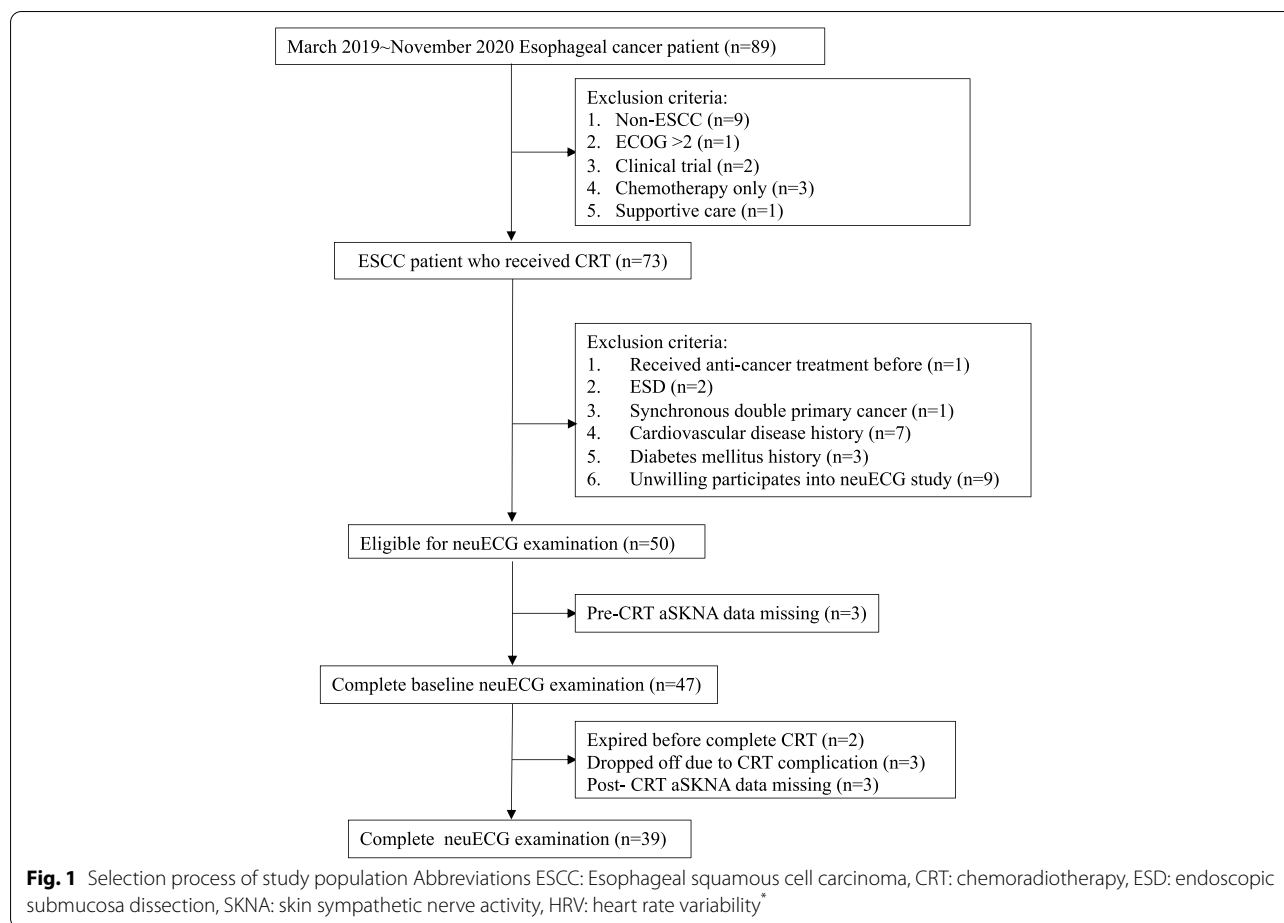 March 2019~November 2020 Esophageal cancer patient (n=89)
Exclusion criteria:
1. Non-ESCC (n=9)
2. ECOG >2 (n=1)
3. Clinical trial (n=2)
4. Chemotherapy only (n=3)
5. Supportive care (n=1)
ESCC patient who received CRT (n=73)
Exclusion criteria:
1. Received anti-cancer treatment before (n=1)
2. ESD (n=2)
3. Synchronous double primary cancer (n=1)
4. Cardiovascular disease history (n=7)
5. Diabetes mellitus history (n=3)
6. Unwilling participates into neuECG study (n=9)
Eligible for neuECG examination (n=50)
Pre-CRT aSKNA data missing (n=3)
Complete baseline neuECG examination (n=47)
Expired before complete CRT (n=2)
Dropped off due to CRT complication (n=3)
Post- CRT aSKNA data missing (n=3)
Complete neuECG examination (n=39)
Fig. 1 Selection process of study population Abbreviations ESCC: Esophageal squamous cell carcinoma, CRT: chemoradiotherapy, ESD: endoscopic
submucosa dissection, SKNA: skin sympathetic nerve activity, HRV: heart rate variability*